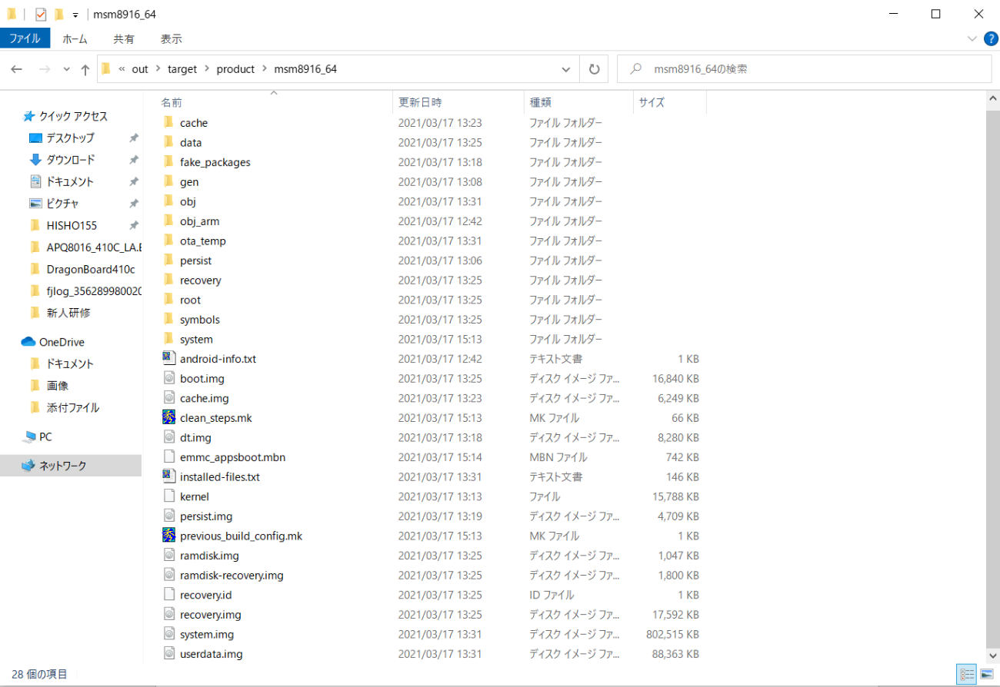 msm8916_64
ファイル ホーム 共有 表示
« out > target > product > msm8916_64 msm8916_64の検索
クイック アクセス
デスクトップ
ダウンロード
ドキュメント
ピクチャ
HISHO155
APQ8016_410C_LA.B
DragonBoard410c
fjlog_35628998002
新人研修
OneDrive
ドキュメント
画像
添付ファイル
PC
ネットワーク
名前 更新日時 種類 サイズ
cache 2021/03/17 13:23 ファイル フォルダー
data 2021/03/17 13:25 ファイル フォルダー
fake_packages 2021/03/17 13:18 ファイル フォルダー
gen 2021/03/17 13:08 ファイル フォルダー
obj 2021/03/17 13:31 ファイル フォルダー
obj_arm 2021/03/17 12:42 ファイル フォルダー
ota_temp 2021/03/17 13:31 ファイル フォルダー
persist 2021/03/17 13:06 ファイル フォルダー
recovery 2021/03/17 13:25 ファイル フォルダー
root 2021/03/17 13:25 ファイル フォルダー
symbols 2021/03/17 13:25 ファイル フォルダー
system 2021/03/17 15:13 ファイル フォルダー
android-info.txt 2021/03/17 12:42 テキスト文書 1 KB
boot.img 2021/03/17 13:25 ディスク イメージ ファ... 16,840 KB
cache.img 2021/03/17 13:23 ディスク イメージ ファ... 6,249 KB
clean_steps.mk 2021/03/17 15:13 MK ファイル 66 KB
dt.img 2021/03/17 13:18 ディスク イメージ ファ... 8,280 KB
emmc_appsboot.mbn 2021/03/17 15:14 MBN ファイル 742 KB
installed-files.txt 2021/03/17 13:31 テキスト文書 146 KB
kernel 2021/03/17 13:13 ファイル 15,788 KB
persist.img 2021/03/17 13:19 ディスク イメージ ファ... 4,709 KB
previous_build_config.mk 2021/03/17 15:13 MK ファイル 1 KB
ramdisk.img 2021/03/17 13:25 ディスク イメージ ファ... 1,047 KB
ramdisk-recovery.img 2021/03/17 13:25 ディスク イメージ ファ... 1,800 KB
recovery.id 2021/03/17 13:25 ID ファイル 1 KB
recovery.img 2021/03/17 13:25 ディスク イメージ ファ... 17,592 KB
system.img 2021/03/17 13:31 ディスク イメージ ファ... 802,515 KB
userdata.img 2021/03/17 13:31 ディスク イメージ ファ... 88,363 KB
28 個の項目